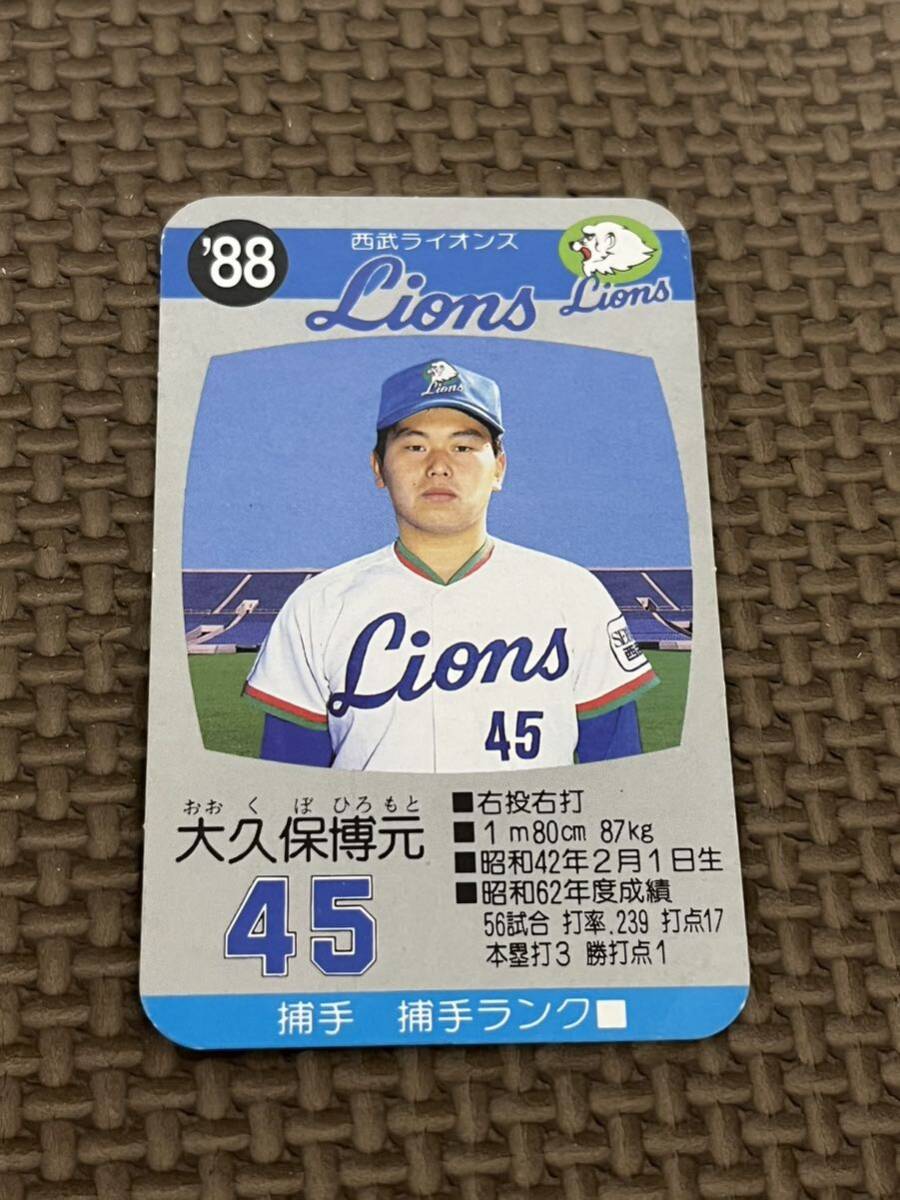 '88
西武ライオンズ
Lions
Lions
Lions
Lions
45
おおくぼひろもと
大久保博元
45
■右投右打
■1m80cm 87kg
■昭和42年2月1日生
■昭和62年度成績
56試合 打率.239 打点17
本塁打3 勝打点1
捕手 捕手ランク□